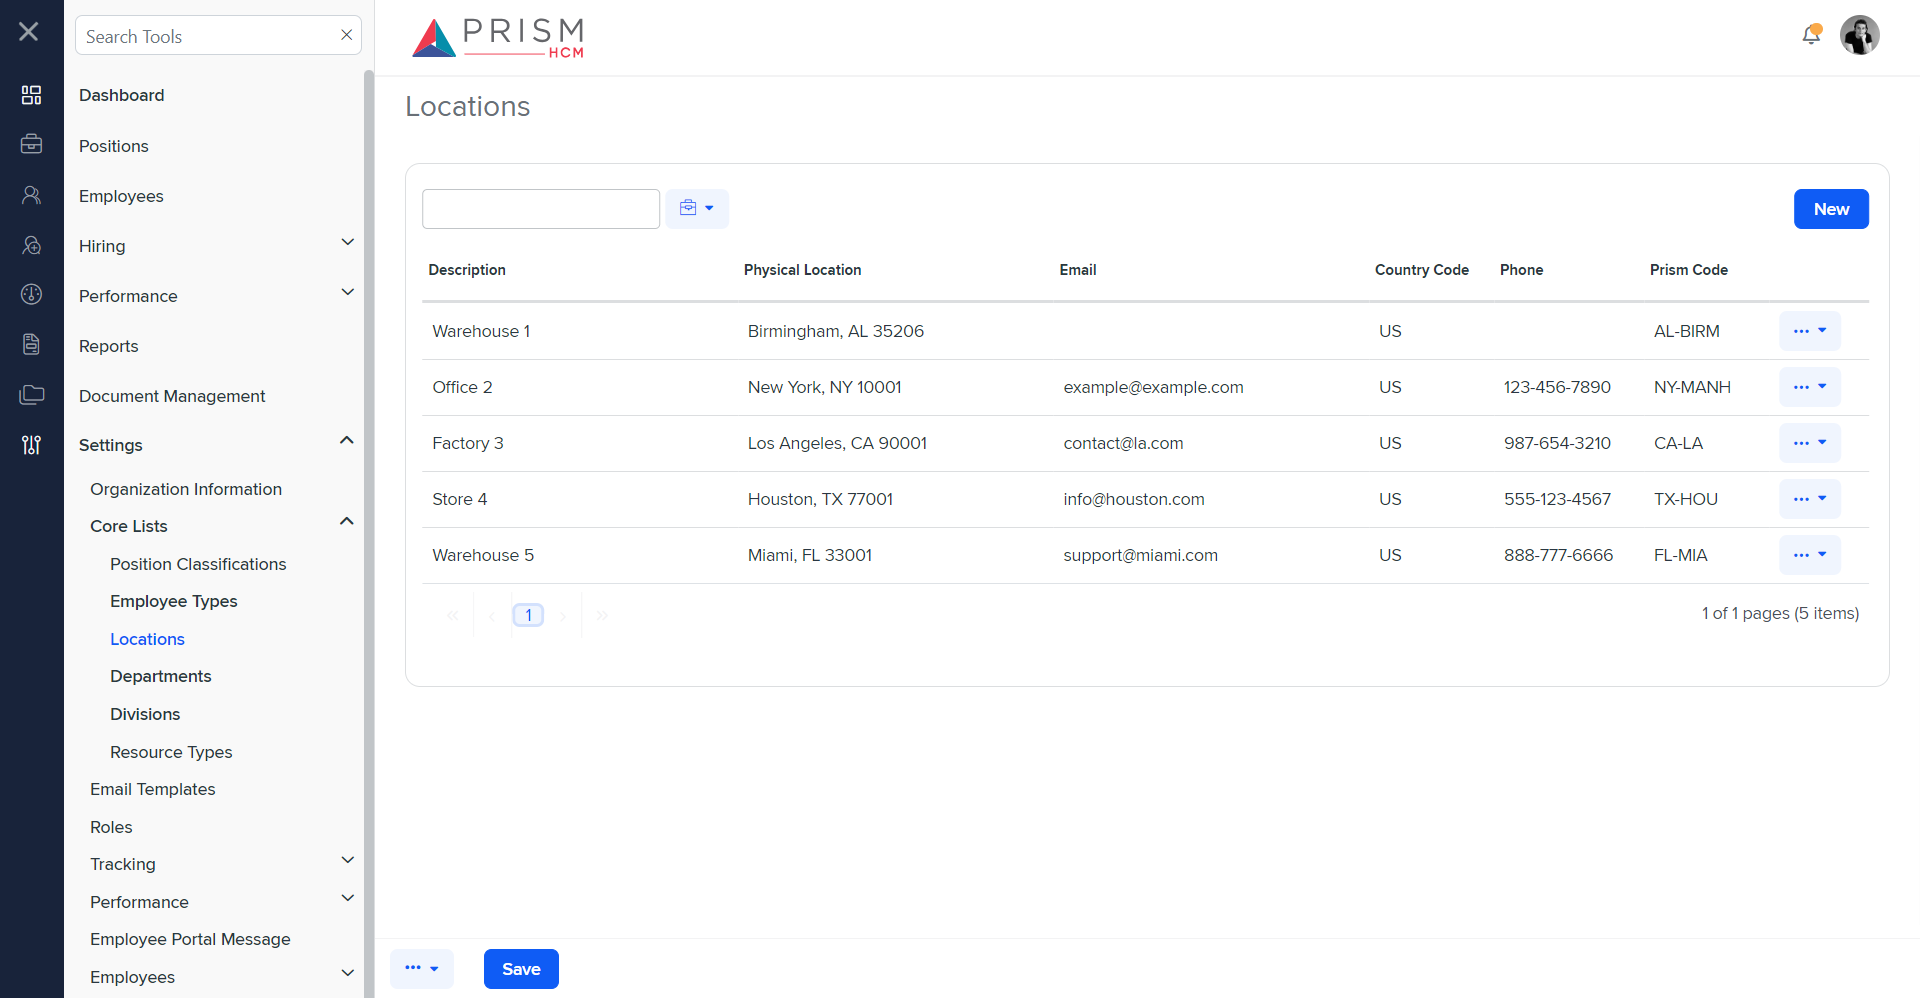 Search Tools
Dashboard
Positions
Employees
Hiring
Performance
Reports
Document Management
Settings
Organization Information
Core Lists
Position Classifications
Employee Types
Locations
Departments
Divisions
Resource Types
Email Templates
Roles
Tracking
Performance
Employee Portal Message
Employees
PRISM
HCM
Locations
New
Description Physical Location Email Country Code Phone Prism Code
Warehouse 1 Birmingham, AL 35206 US AL-BIRM
Office 2 New York, NY 10001 example@example.com US 123-456-7890 NY-MANH
Factory 3 Los Angeles, CA 90001 contact@la.com US 987-654-3210 CA-LA
Store 4 Houston, TX 77001 info@houston.com US 555-123-4567 TX-HOU
Warehouse 5 Miami, FL 33001 support@miami.com US 888-777-6666 FL-MIA
1
1 of 1 pages (5 items)
Save